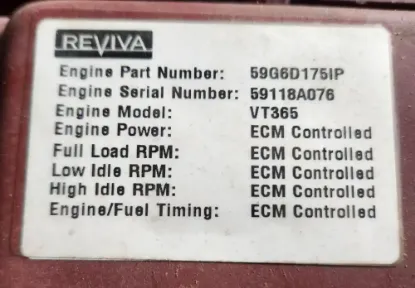 REVIVA
Engine Part Number: 59G6D175IP
Engine Serial Number: 59118A076
Engine Model: VT365
Engine Power: ECM Controlled
Full Load RPM: ECM Controlled
Low Idle RPM: ECM Controlled
High Idle RPM: ECM Controlled
Engine/Fuel Timing: ECM Controlled